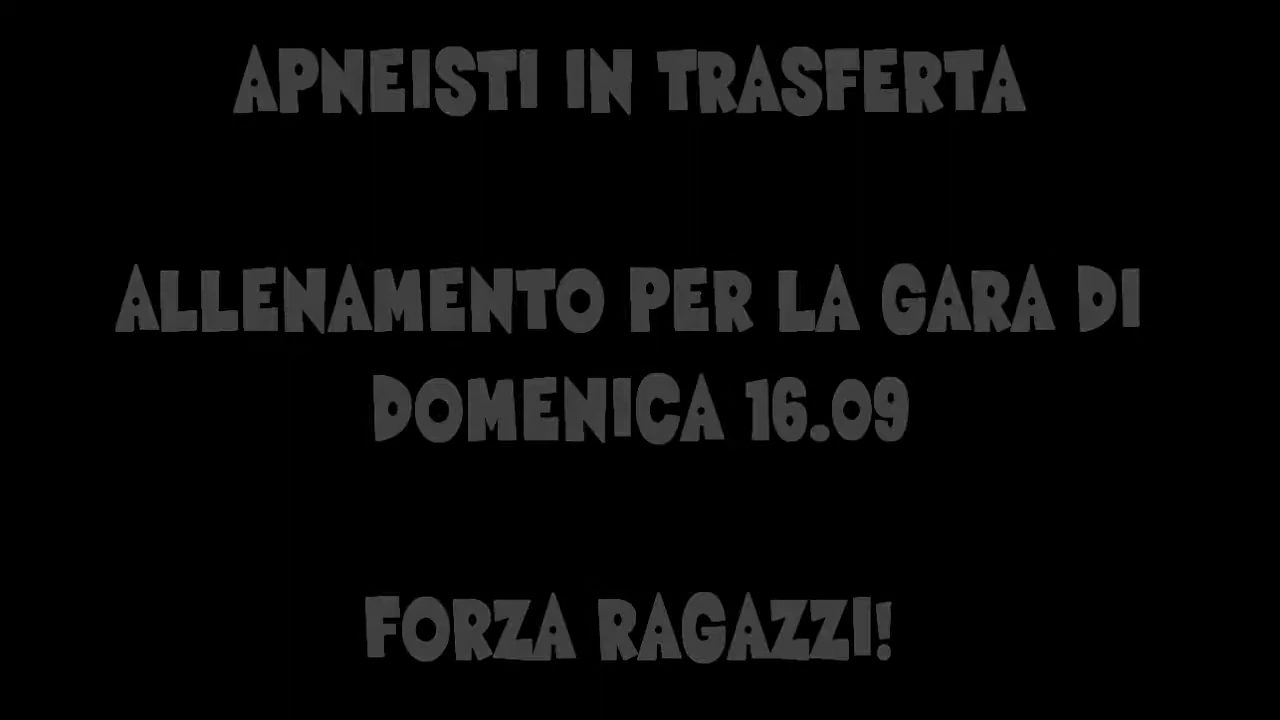 APNEISTI IN TRASFERTA
ALLENAMENTO PER LA GARA DI
DOMENICA 16.09
FORZA RAGAZZI!